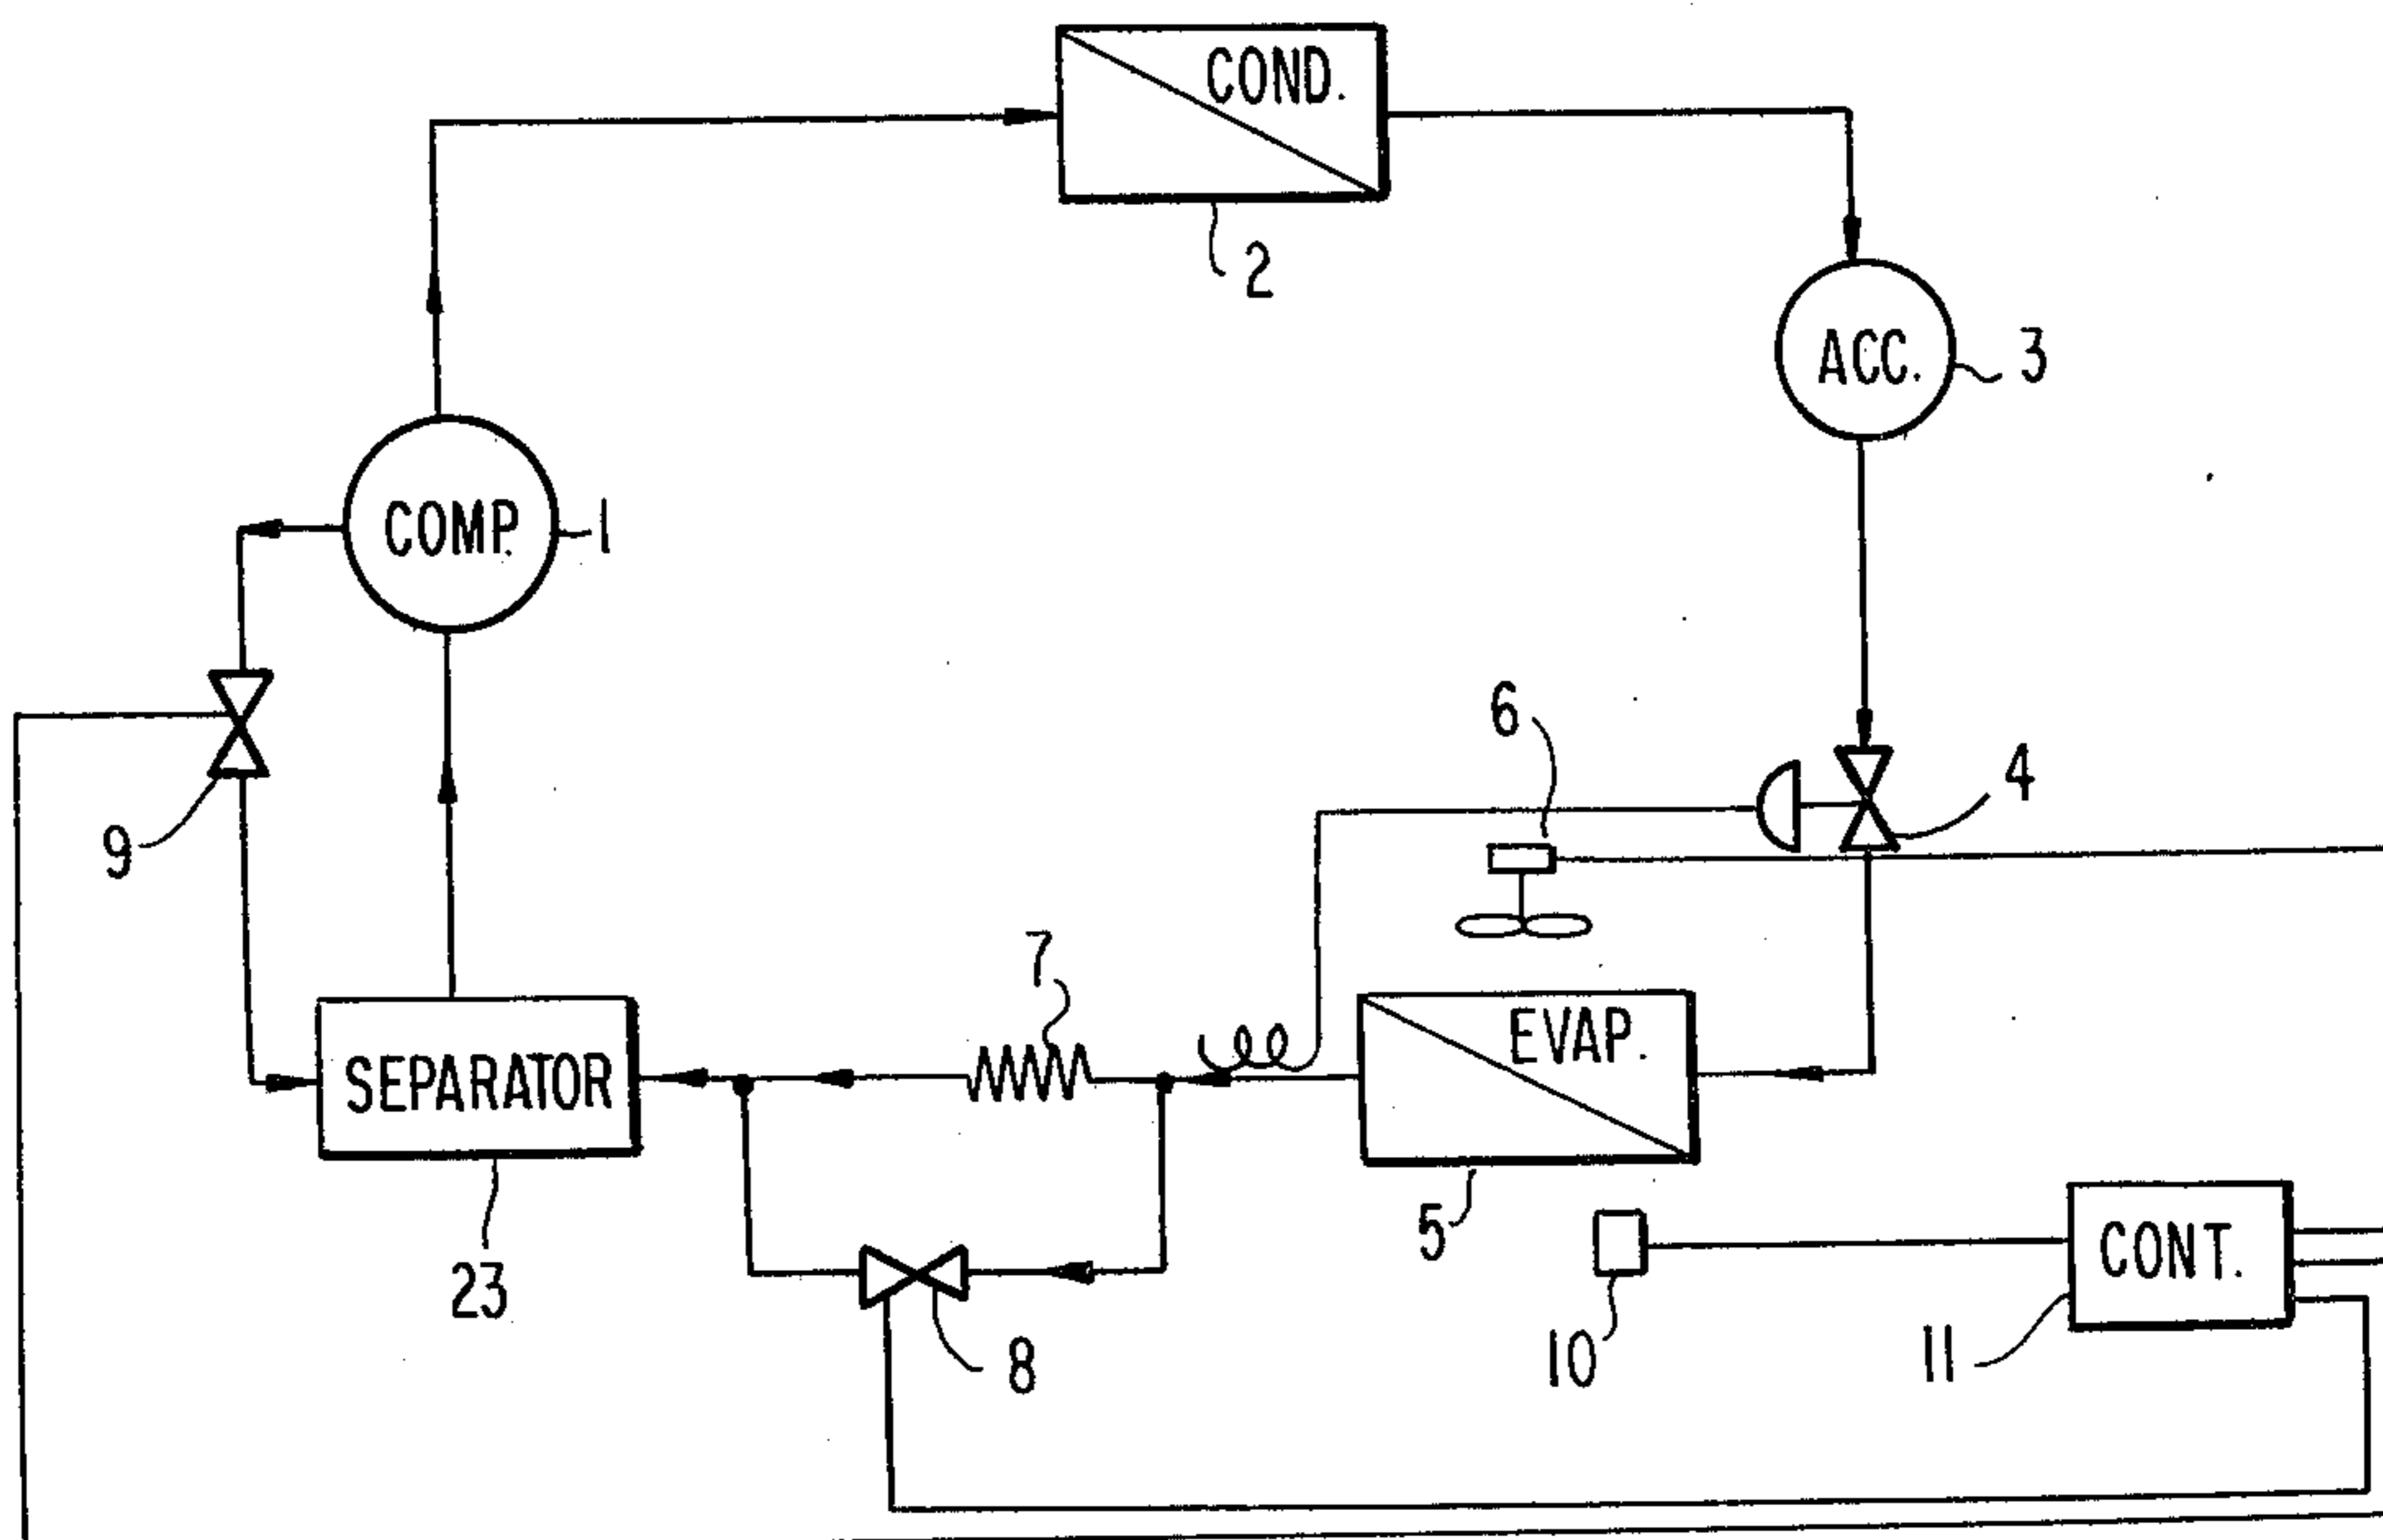 COND.
2
ACC.
3
COMP.
1
6
4
9
7
EVAP.
SEPARATOR
5
CONT.
23
10
11
8